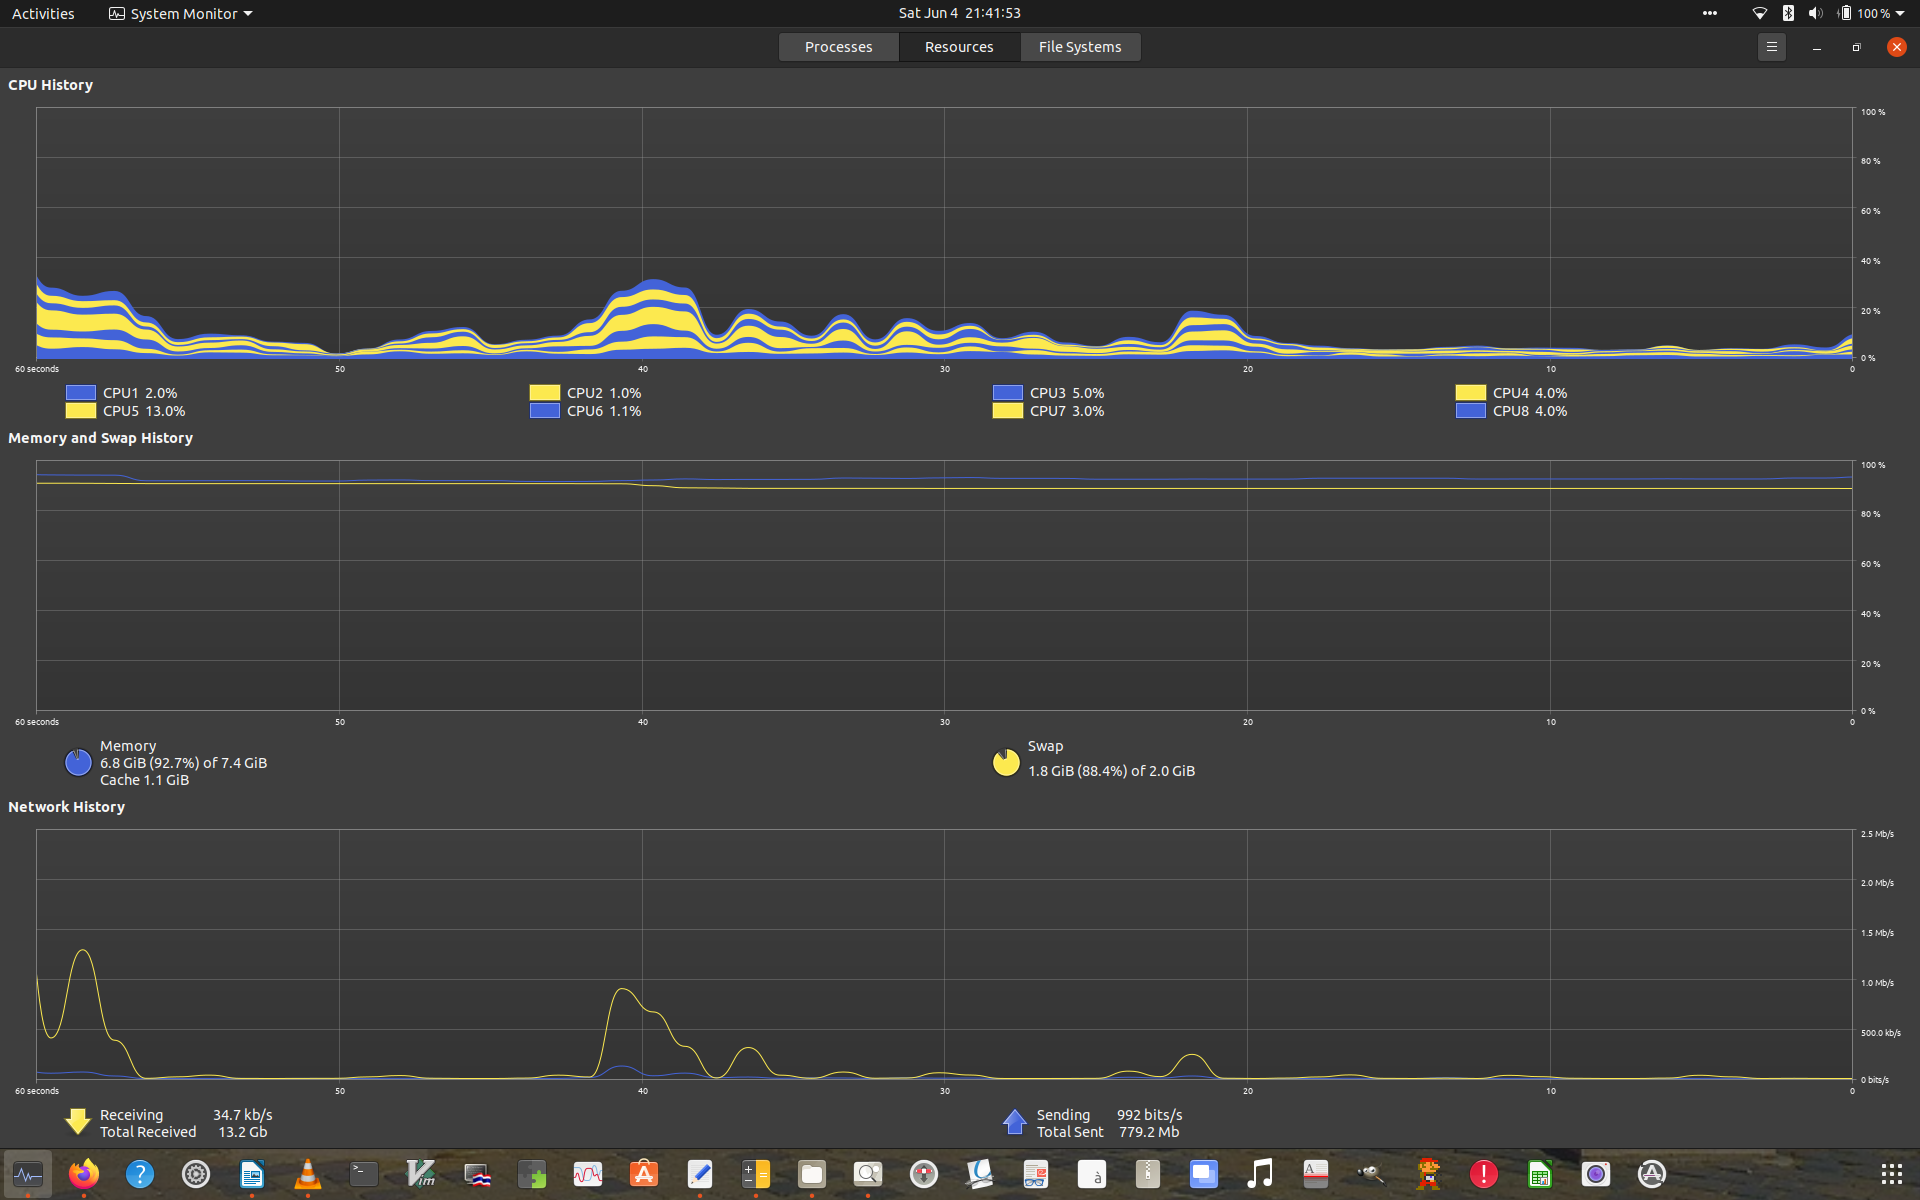 Activities System Monitor Sat Jun 4 21:41:53 100 %
Processes Resources File Systems
CPU History
100 %
80 %
60 %
40 %
20 %
0 %
60 seconds 50 40 30 20 10 0
CPU1 2.0% CPU2 1.0% CPU3 5.0% CPU4 4.0%
CPU5 13.0% CPU6 1.1% CPU7 3.0% CPU8 4.0%
Memory and Swap History
100 %
80 %
60 %
40 %
20 %
0 %
60 seconds 50 40 30 20 10 0
Memory
6.8 GiB (92.7%) of 7.4 GiB
Cache 1.1 GiB
Swap
1.8 GiB (88.4%) of 2.0 GiB
Network History
2.5 Mb/s
2.0 Mb/s
1.5 Mb/s
1.0 Mb/s
500.0 kb/s
0 bits/s
60 seconds 50 40 30 20 10 0
Receiving 34.7 kb/s Sending 992 bits/s
Total Received 13.2 Gb Total Sent 779.2 Mb